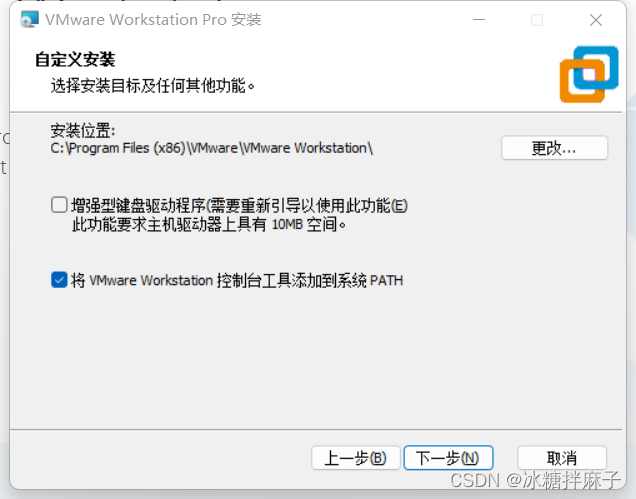 VMware Workstation Pro 安装
自定义安装
选择安装目标及任何其他功能。
安装位置:
C:\Program Files (x86)\VMware\VMware Workstation\
更改...
增强型键盘驱动程序(需要重新引导以使用此功能(E)
此功能要求主机驱动器上具有 10MB 空间。
将 VMware Workstation 控制台工具添加到系统 PATH
上一步(B)
下一步(N)
取消
CSDN @冰糖拌麻子